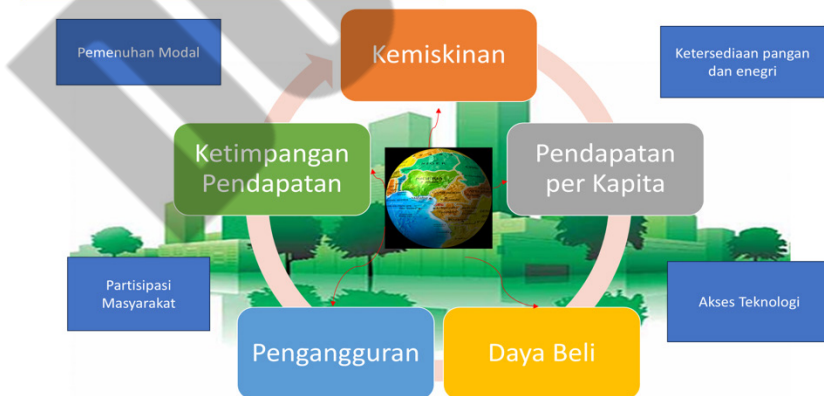 Pemenuhan Modal
Kemiskinan
Ketersediaan pangan
dan enegri
Ketimpangan
Pendapatan
Pendapatan
per Kapita
Partisipasi
Masyarakat
Akses Teknologi
Pengangguran
Daya Beli